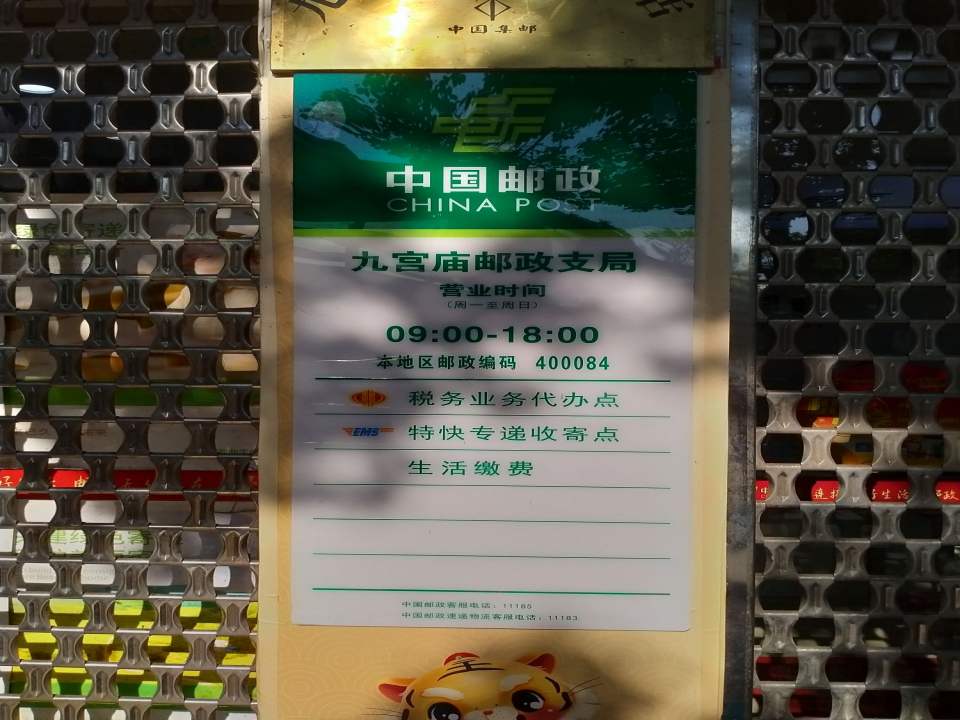 九
店
中国集邮
中国邮政
CHINA POST
九宫庙邮政支局
营业时间
(周一至周日)
09:00-18:00
本地区邮政编码 400084
税务业务代办点
EMS 特快专递收寄点
生活缴费
中国邮政客服电话:11185
中国邮政速递物流客服电话:11183